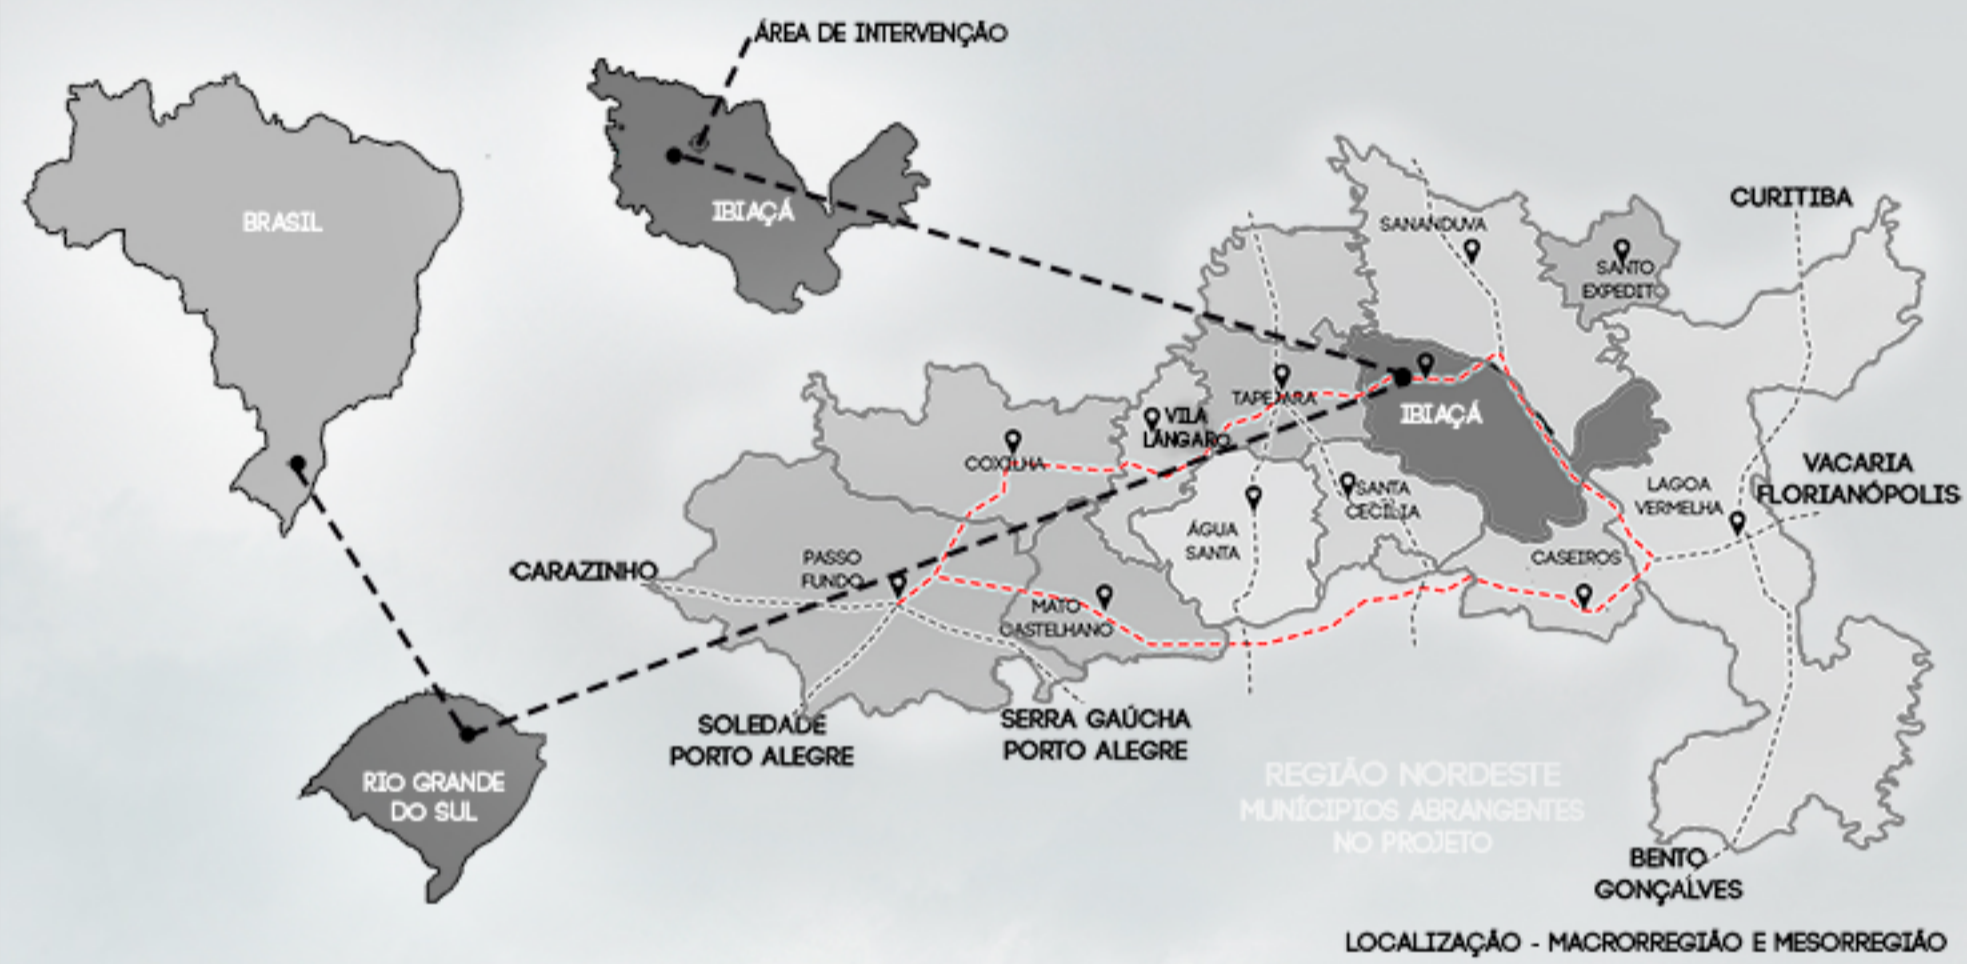 ÁREA DE INTERVENÇÃO
BRASIL
IBIAÇÁ
CURITIBA
SANANDUVA
SANTO
EXPEDITO
TAPEJARA
IBIAÇÁ
VILA
LÂNGARO
COXILHA
VACARIA
FLORIANÓPOLIS
LAGOA
VERMELHA
SANTA
CECÍLIA
ÁGUA
SANTA
CASEIROS
PASSO
FUNDO
CARAZINHO
MATO
CASTELHANO
SOLEDADE
PORTO ALEGRE
SERRA GAÚCHA
PORTO ALEGRE
RIO GRANDE
DO SUL
REGIÃO NORDESTE
MUNÍCIPIOS ABRANGENTES
NO PROJETO
BENTO
GONÇALVES
LOCALIZAÇÃO - MACRORREGIÃO E MESORREGIÃO